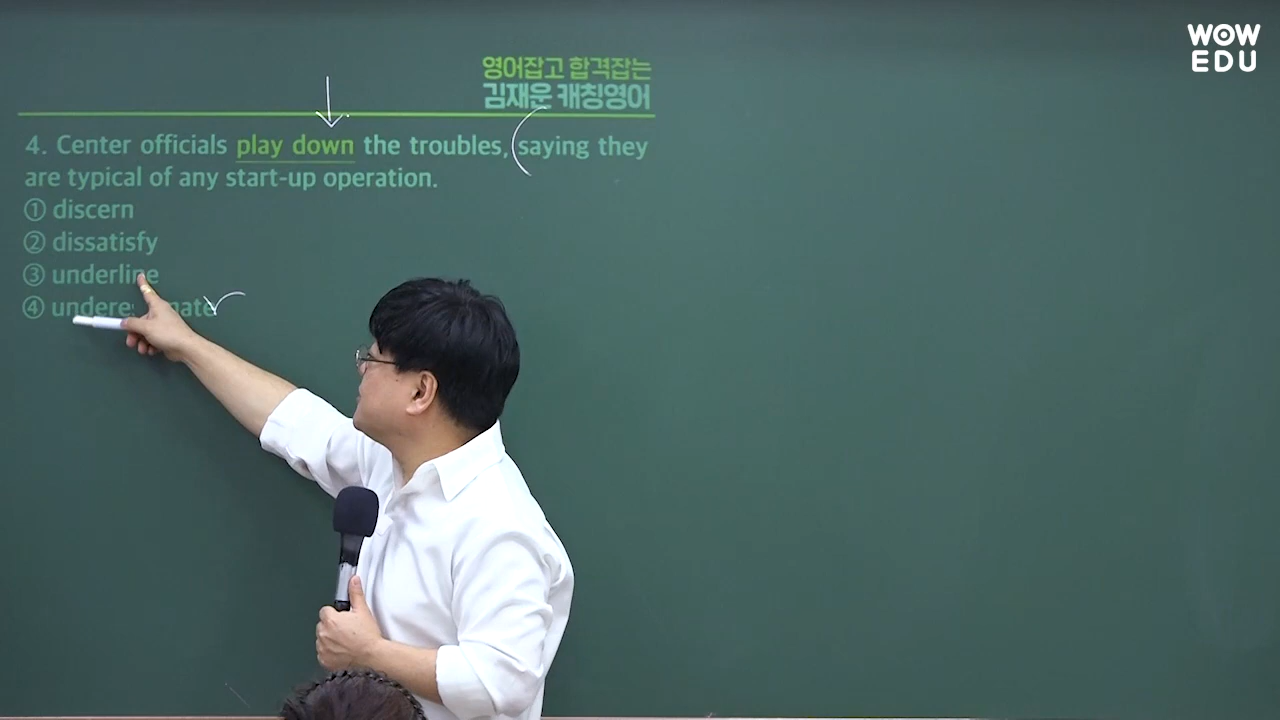 WOW
EDU
영어잡고 합격잡는
김재운 캐칭영어
4. Center officials play down the troubles, saying they
are typical of any start-up operation.
① discern
② dissatisfy
③ underline
④